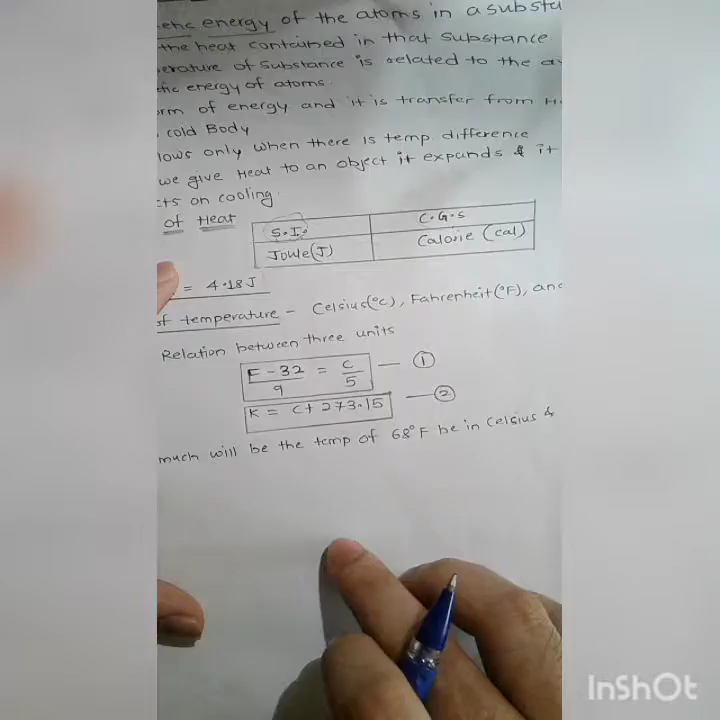 energy of the atoms in a substa
the heat contained in that substance
erature of substance is related to the a
etic energy of atoms.
orm of energy and it is transfer from H
cold Body
lows only when there is temp. difference
we give Heat to an object it expands & it
cts on cooling.
of Heat
S.I. C.G.S
Joule(J) Calorie (cal)
= 4.18J
of temperature - Celsius(°C), Fahrenheit(°F), and
Relation between three units
F - 32 / 9 = C / 5 — ①
K = C + 273.15 — ②
much will be the temp of 68°F be in Celsius &
InShOt